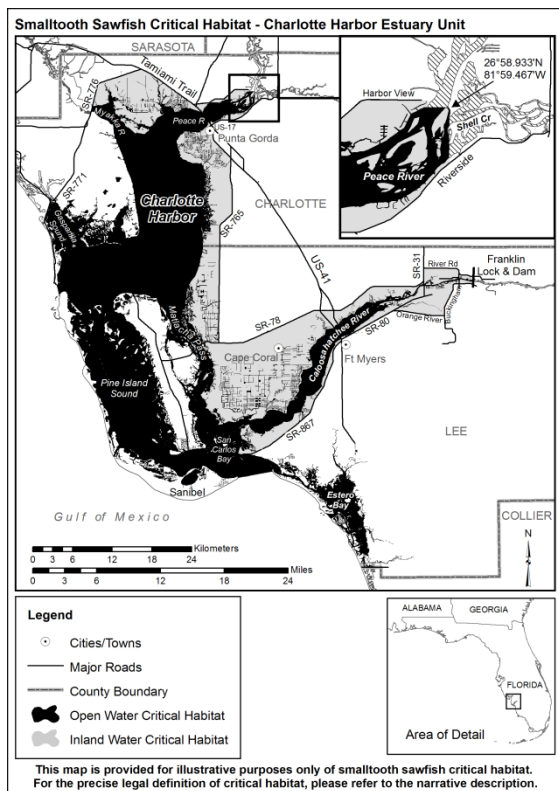 Smalltooth Sawfish Critical Habitat - Charlotte Harbor Estuary Unit
SARASOTA
Tamiami Trail
SR-776
Myakka R
Peace R
US-17
Punta Gorda
SR-771
Charlotte
Harbor
CHARLOTTE
SR-765
Gasparilla
Sound
US-41
26°58.933'N
81°59.467'W
Harbor View
Shell Cr
Peace River
Riverside
SR-31
Franklin
Lock & Dam
River Rd
SR-78
SR-80
Orange River
Buckingham
Matlacha Pass
Cape Coral
Caloosahatchee River
Ft Myers
Pine Island
Sound
SR-867
LEE
San
Carlos
Bay
Sanibel
Estero
Bay
Gulf of Mexico
COLLIER
N
Kilometers
0 3 6 12 18 24
Miles
0 3 6 12 18 24
Legend
Cities/Towns
Major Roads
County Boundary
Open Water Critical Habitat
Inland Water Critical Habitat
ALABAMA
GEORGIA
FLORIDA
Area of Detail
This map is provided for illustrative purposes only of smalltooth sawfish critical habitat.
For the precise legal definition of critical habitat, please refer to the narrative description.